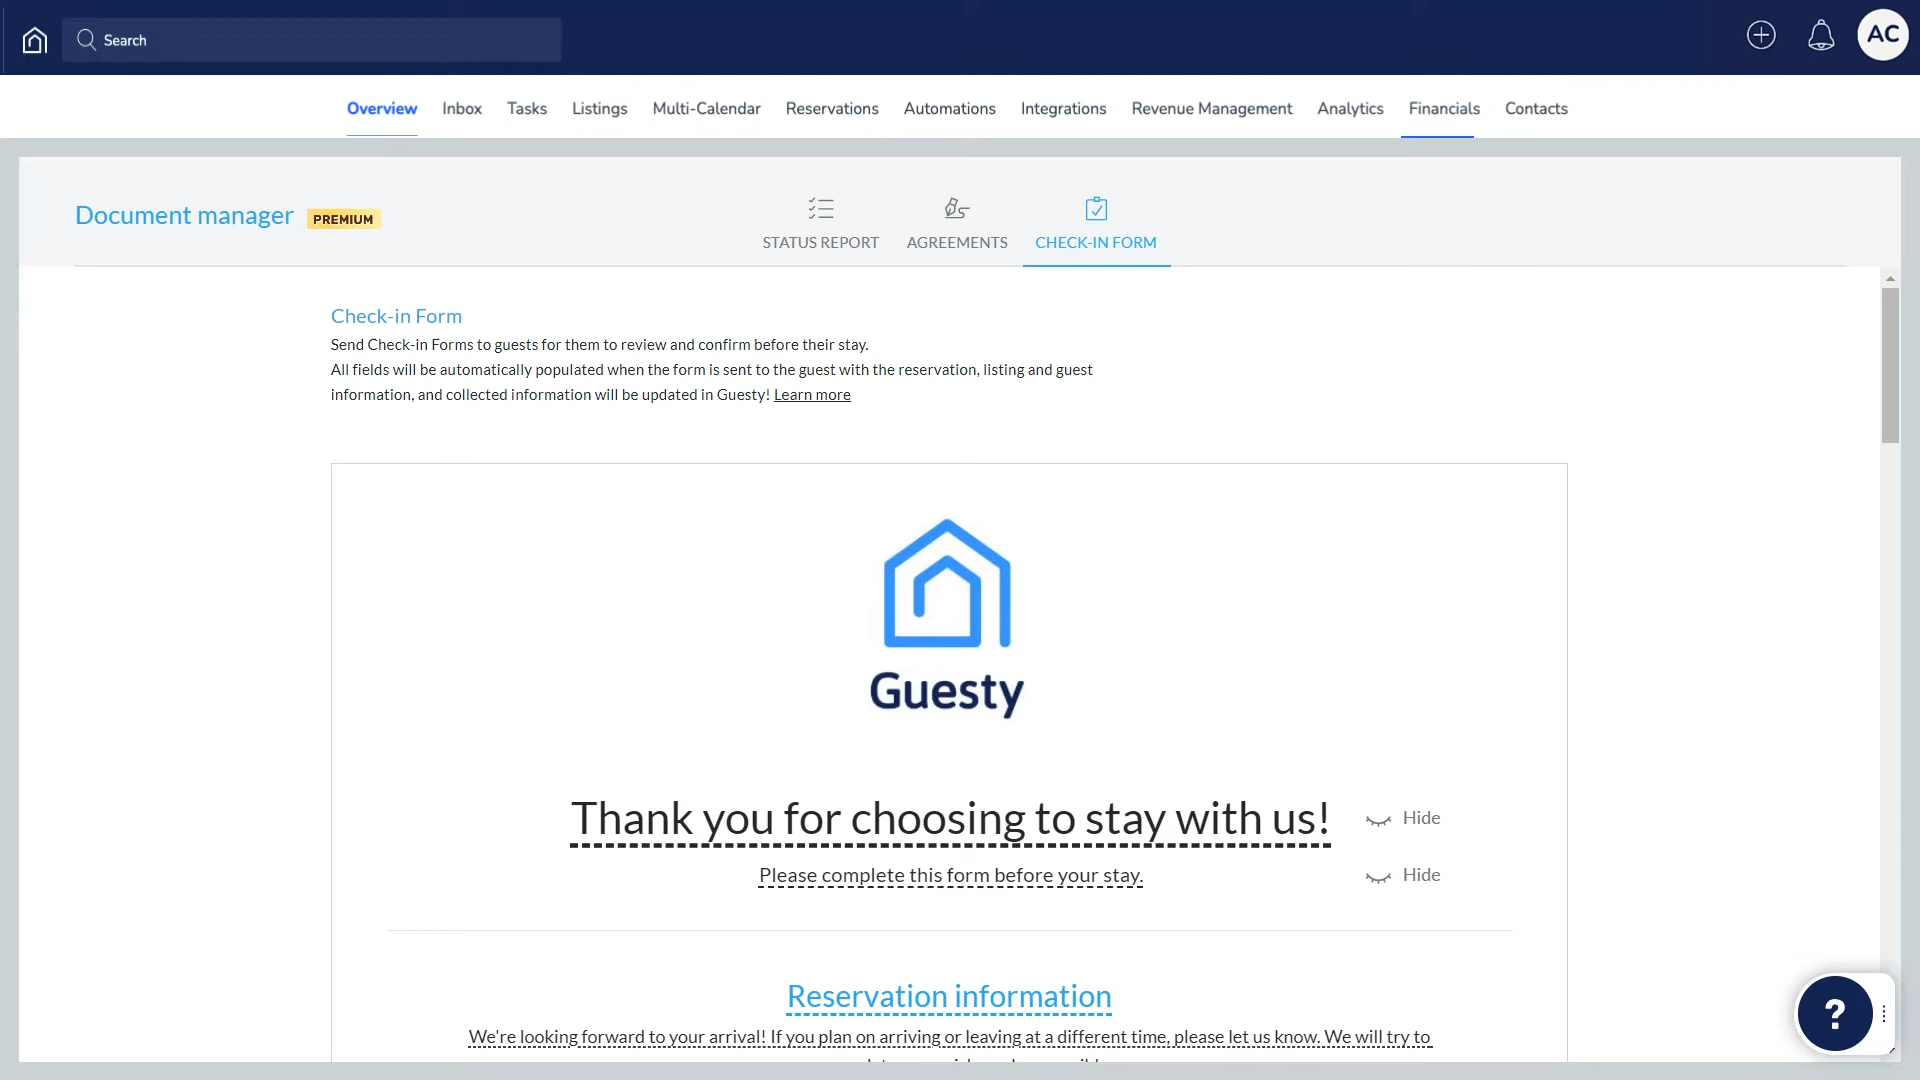 Search
AC
Overview Inbox Tasks Listings Multi-Calendar Reservations Automations Integrations Revenue Management Analytics Financials Contacts
Document manager PREMIUM
STATUS REPORT AGREEMENTS CHECK-IN FORM
Check-in Form
Send Check-in Forms to guests for them to review and confirm before their stay.
All fields will be automatically populated when the form is sent to the guest with the reservation, listing and guest
information, and collected information will be updated in Guesty! Learn more
Guesty
Thank you for choosing to stay with us! Hide
Please complete this form before your stay. Hide
Reservation information
We're looking forward to your arrival! If you plan on arriving or leaving at a different time, please let us know. We will try to
?